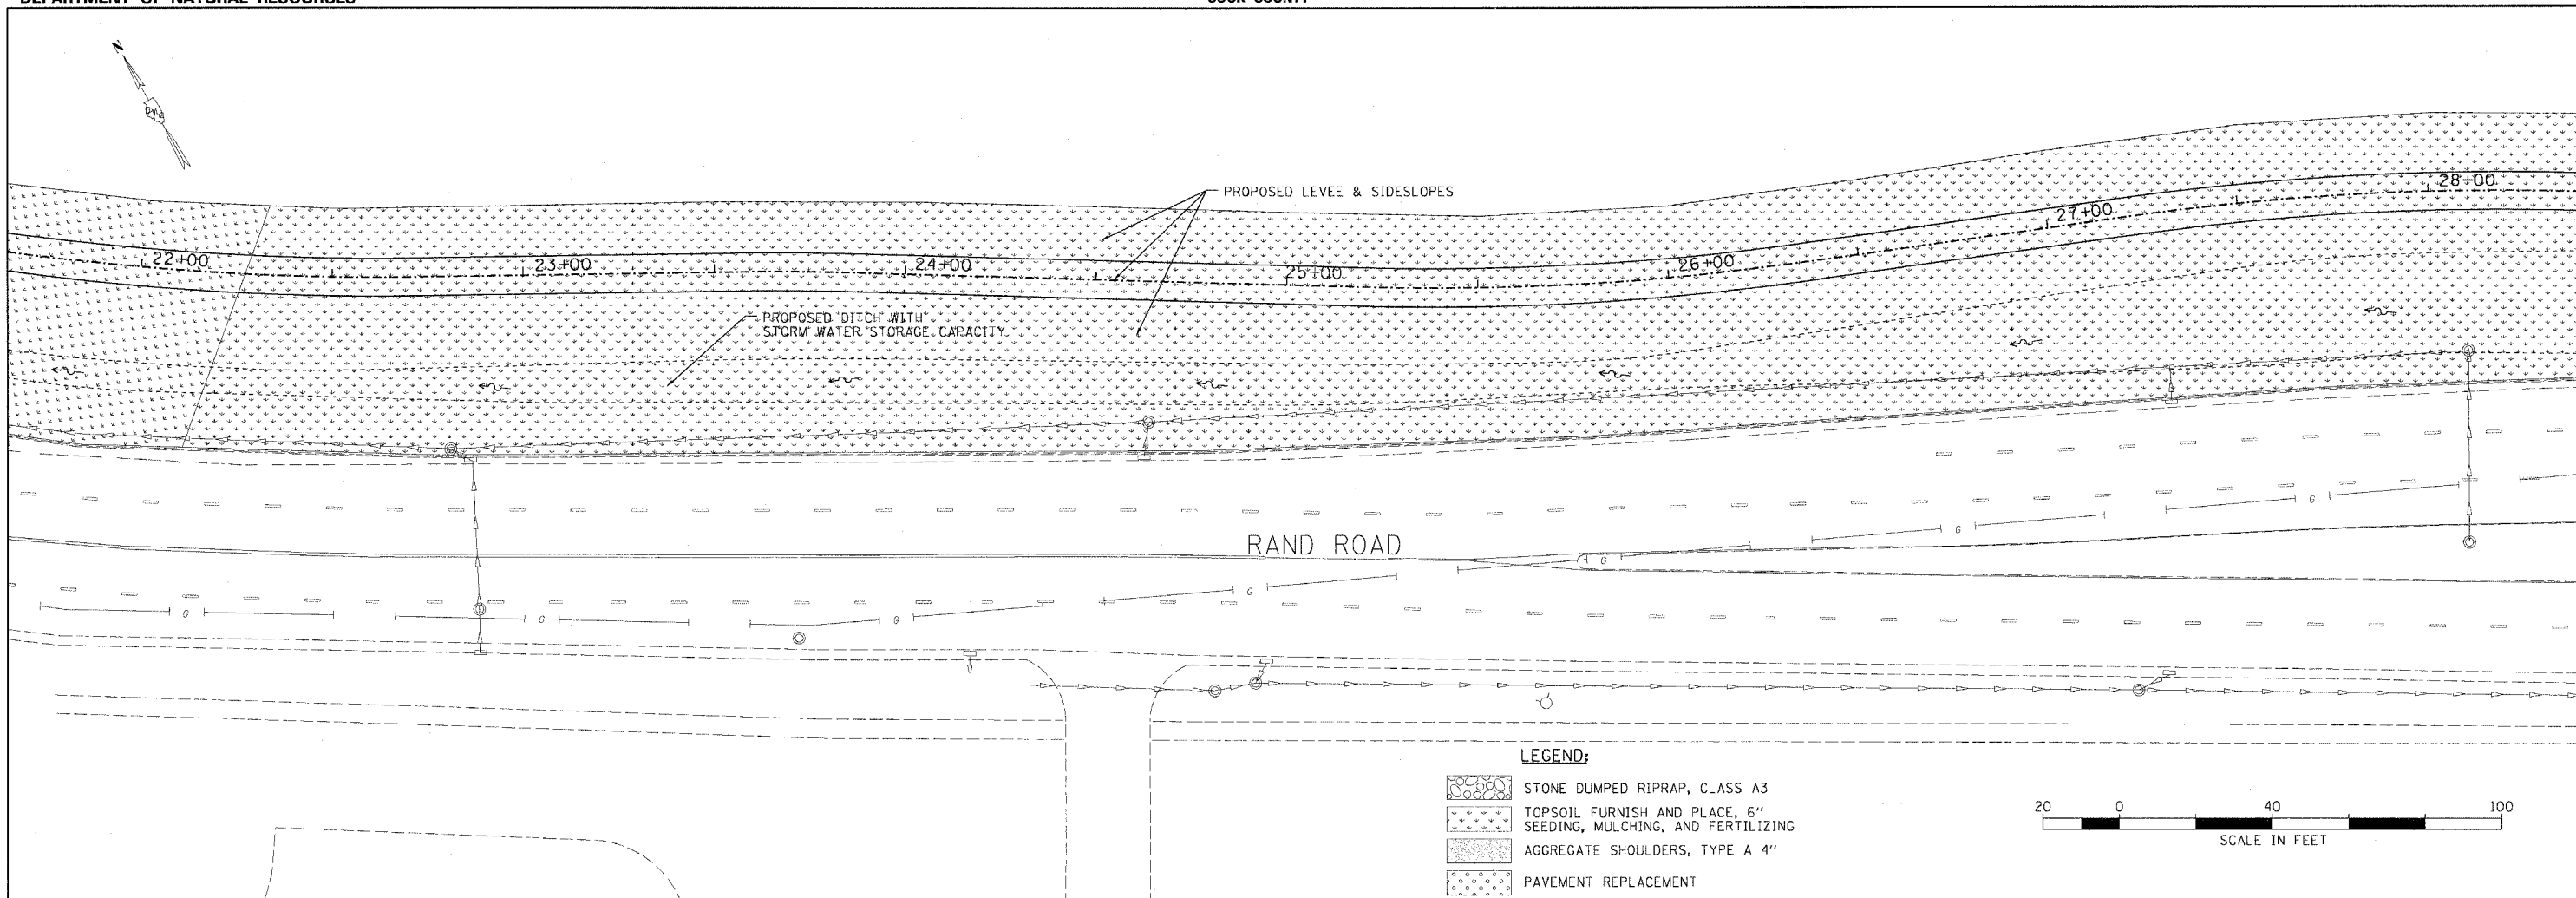 DEPARTMENT OF NATURAL RESOURCES
COOK COUNTY
N
PROPOSED LEVEE & SIDESLOPES
22+00
23+00
24+00
25+00
26+00
27+00
28+00
PROPOSED DITCH WITH
STORM WATER STORAGE CAPACITY
RAND ROAD
G
G
G
G
G
G
G
LEGEND:
STONE DUMPED RIPRAP, CLASS A3
TOPSOIL FURNISH AND PLACE, 6"
SEEDING, MULCHING, AND FERTILIZING
AGGREGATE SHOULDERS, TYPE A 4"
PAVEMENT REPLACEMENT
20 0 40 100
SCALE IN FEET